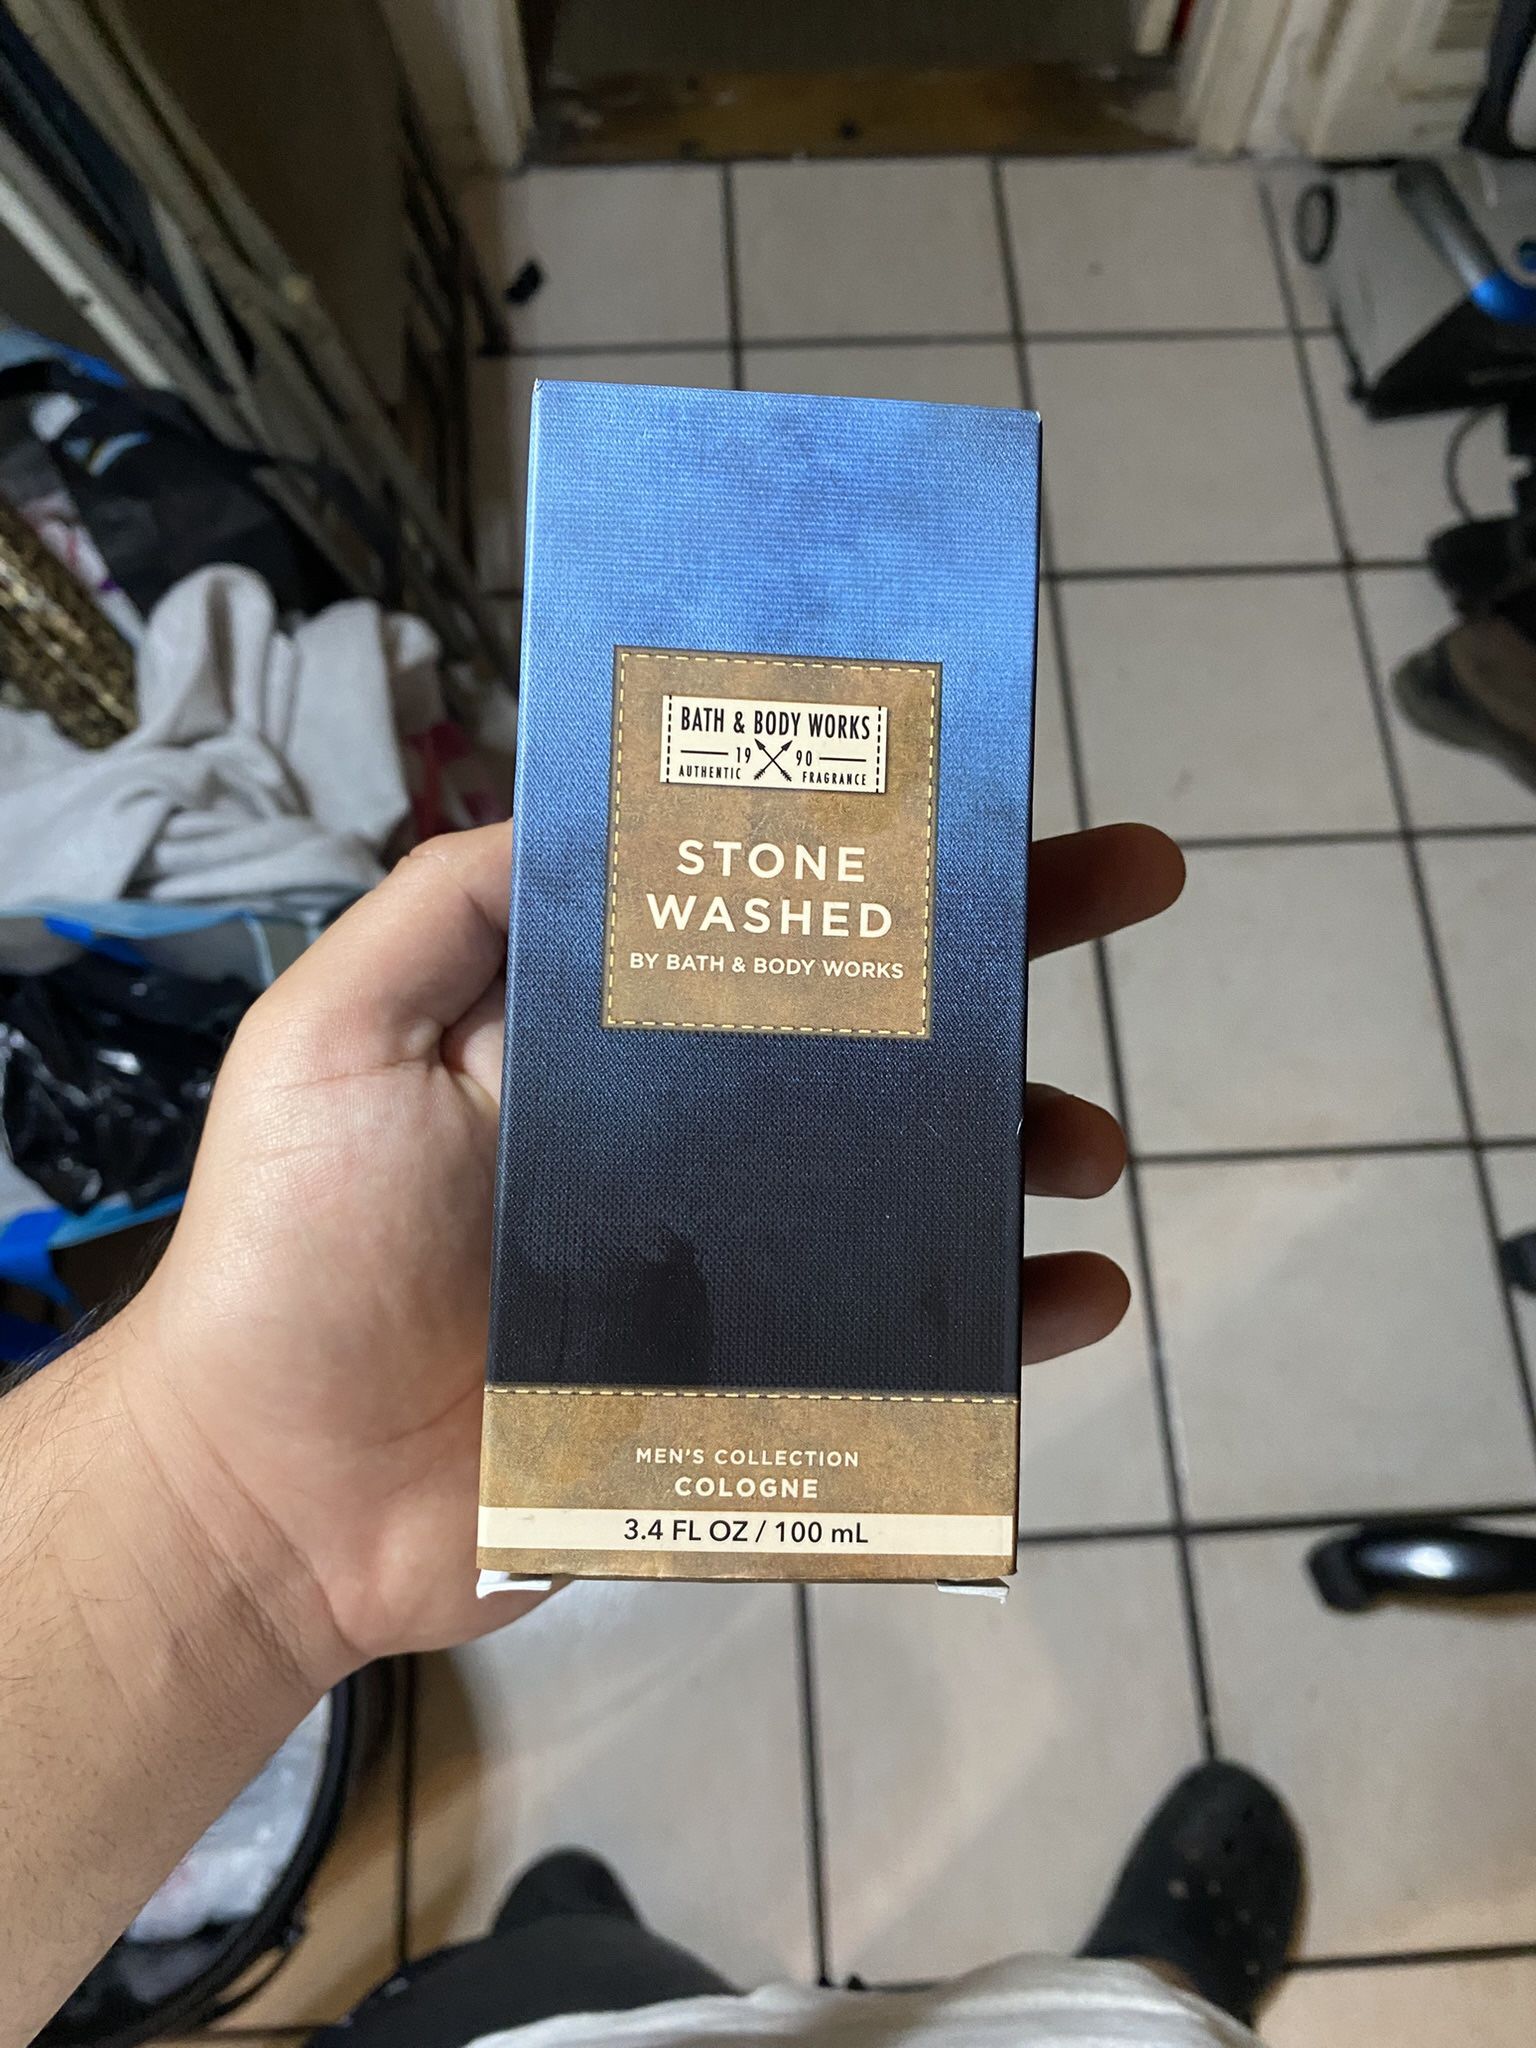 BATH & BODY WORKS
19 90
AUTHENTIC FRAGRANCE
STONE
WASHED
BY BATH & BODY WORKS
MEN'S COLLECTION
COLOGNE
3.4 FL OZ / 100 mL